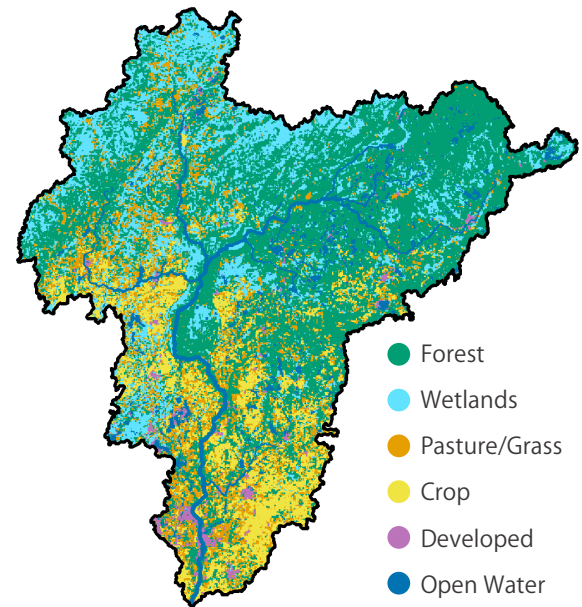 Forest
Wetlands
Pasture/Grass
Crop
Developed
Open Water